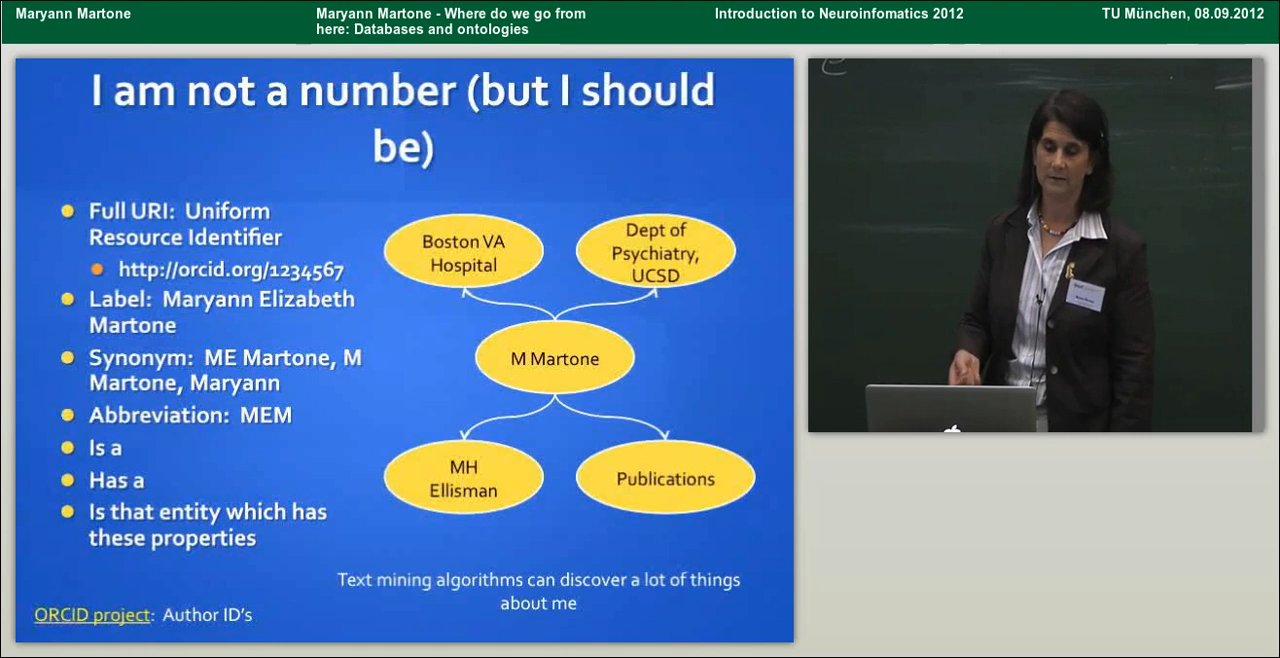 Maryann Martone
Maryann Martone - Where do we go from
here: Databases and ontologies
Introduction to Neuroinfomatics 2012
TU München, 08.09.2012
I am not a number (but I should
be)
Full URI: Uniform
Resource Identifier
http://orcid.org/1234567
Label: Maryann Elizabeth
Martone
Synonym: ME Martone, M
Martone, Maryann
Abbreviation: MEM
Is a
Has a
Is that entity which has
these properties
Boston VA
Hospital
Dept of
Psychiatry,
UCSD
M Martone
MH
Ellisman
Publications
Text mining algorithms can discover a lot of things
about me
ORCID project: Author ID's